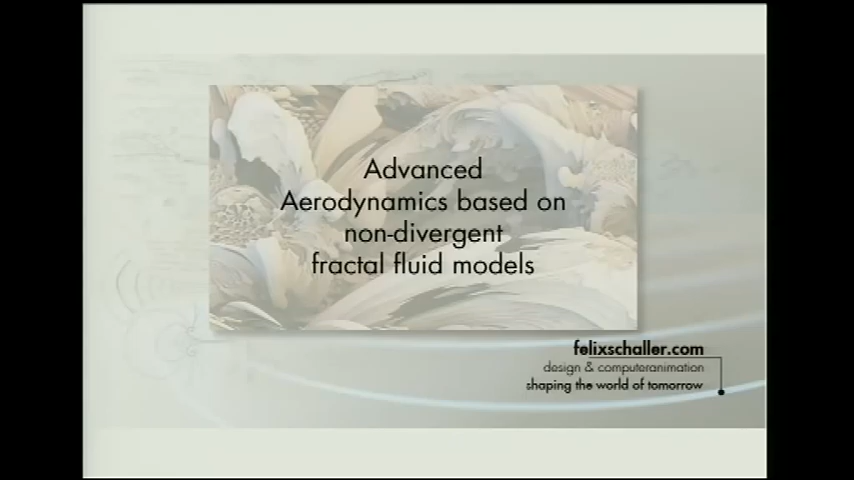 Advanced
Aerodynamics based on
non-divergent
fractal fluid models
felixschaller.com
design & computeranimation
shaping the world of tomorrow